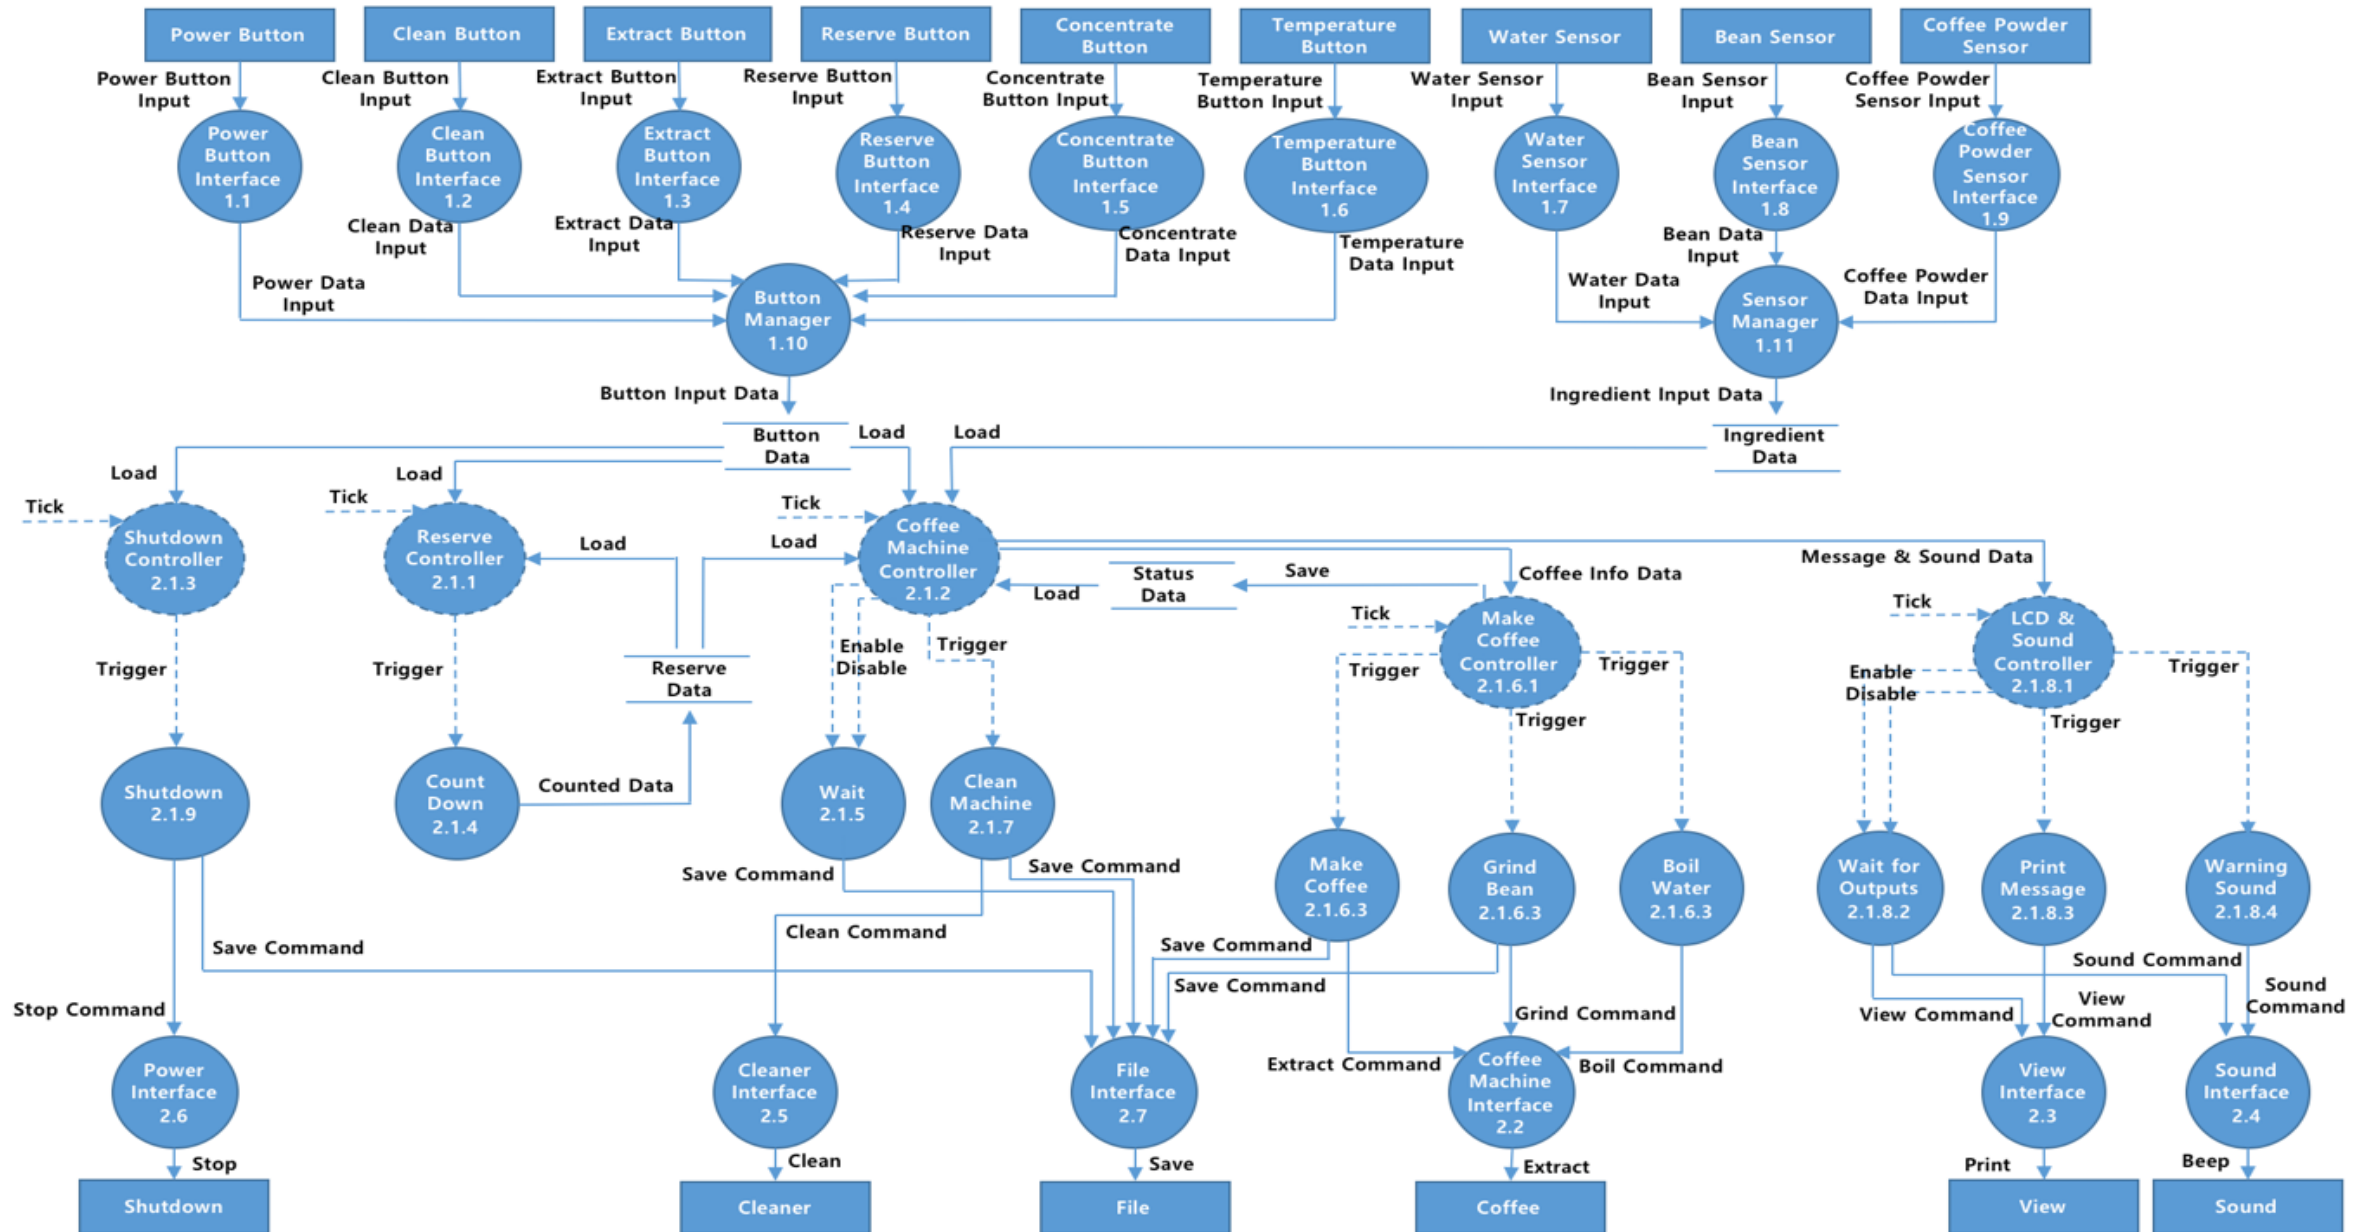 Power Button
Clean Button
Extract Button
Reserve Button
Concentrate
Button
Temperature
Button
Water Sensor
Bean Sensor
Coffee Powder
Sensor
Power Button
Input
Clean Button
Input
Extract Button
Input
Reserve Button
Input
Concentrate
Button Input
Temperature
Button Input
Water Sensor
Input
Bean Sensor
Input
Coffee Powder
Sensor Input
Power
Button
Interface
1.1
Clean
Button
Interface
1.2
Extract
Button
Interface
1.3
Reserve
Button
Interface
1.4
Concentrate
Button
Interface
1.5
Temperature
Button
Interface
1.6
Water
Sensor
Interface
1.7
Bean
Sensor
Interface
1.8
Coffee
Powder
Sensor
Interface
1.9
Power Data
Input
Clean Data
Input
Extract Data
Input
Reserve Data
Input
Concentrate
Data Input
Temperature
Data Input
Water Data
Input
Bean Data
Input
Coffee Powder
Data Input
Button
Manager
1.10
Sensor
Manager
1.11
Button Input Data
Ingredient Input Data
Button
Data
Ingredient
Data
Load
Load
Load
Load
Tick
Tick
Tick
Shutdown
Controller
2.1.3
Reserve
Controller
2.1.1
Load
Load
Coffee
Machine
Controller
2.1.2
Load
Status
Data
Save
Coffee Info Data
Message & Sound Data
Tick
Make
Coffee
Controller
2.1.6.1
Tick
LCD &
Sound
Controller
2.1.8.1
Trigger
Trigger
Reserve
Data
Enable
Disable
Trigger
Trigger
Trigger
Trigger
Enable
Disable
Trigger
Trigger
Shutdown
2.1.9
Count
Down
2.1.4
Counted Data
Wait
2.1.5
Clean
Machine
2.1.7
Make
Coffee
2.1.6.3
Grind
Bean
2.1.6.3
Boil
Water
2.1.6.3
Wait for
Outputs
2.1.8.2
Print
Message
2.1.8.3
Warning
Sound
2.1.8.4
Save Command
Save Command
Clean Command
Save Command
Save Command
Save Command
Stop Command
Extract Command
Grind Command
Boil Command
Sound Command
View Command
View
Command
Sound
Command
Power
Interface
2.6
Cleaner
Interface
2.5
File
Interface
2.7
Coffee
Machine
Interface
2.2
View
Interface
2.3
Sound
Interface
2.4
Stop
Clean
Save
Extract
Print
Beep
Shutdown
Cleaner
File
Coffee
View
Sound